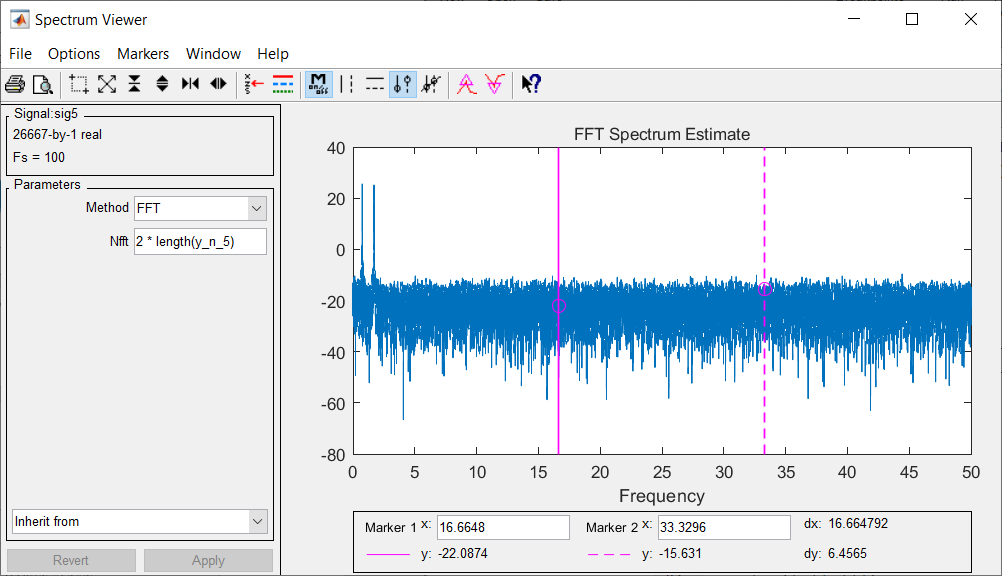 Spectrum Viewer
File Options Markers Window Help
M
on/off
Signal:sig5
26667-by-1 real
Fs = 100
Parameters
Method FFT
Nfft 2 * length(y_n_5)
Inherit from
Revert Apply
FFT Spectrum Estimate
40
20
0
-20
-40
-60
-80
0 5 10 15 20 25 30 35 40 45 50
Frequency
Marker 1 x: 16.6648 Marker 2 x: 33.3296 dx: 16.664792
y: -22.0874 y: -15.631 dy: 6.4565